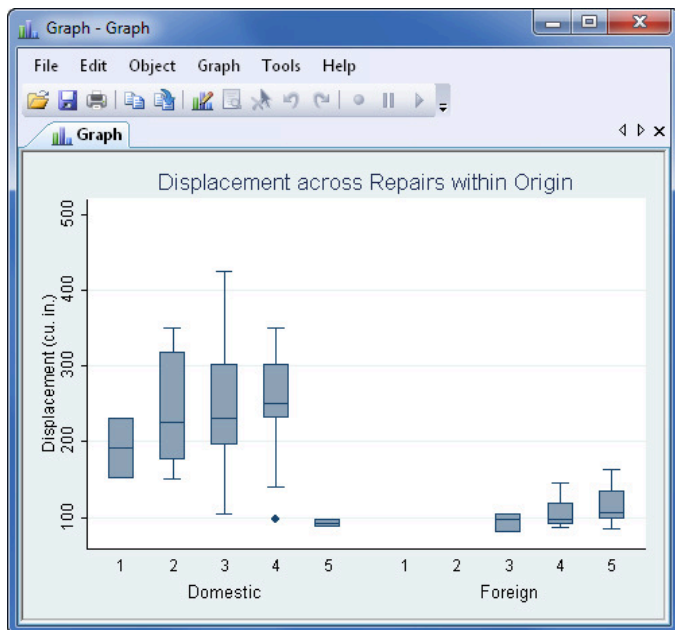 Graph - Graph
File Edit Object Graph Tools Help
Graph
Displacement across Repairs within Origin
Displacement (cu. in.)
500
400
300
200
100
1 2 3 4 5 1 2 3 4 5
Domestic Foreign